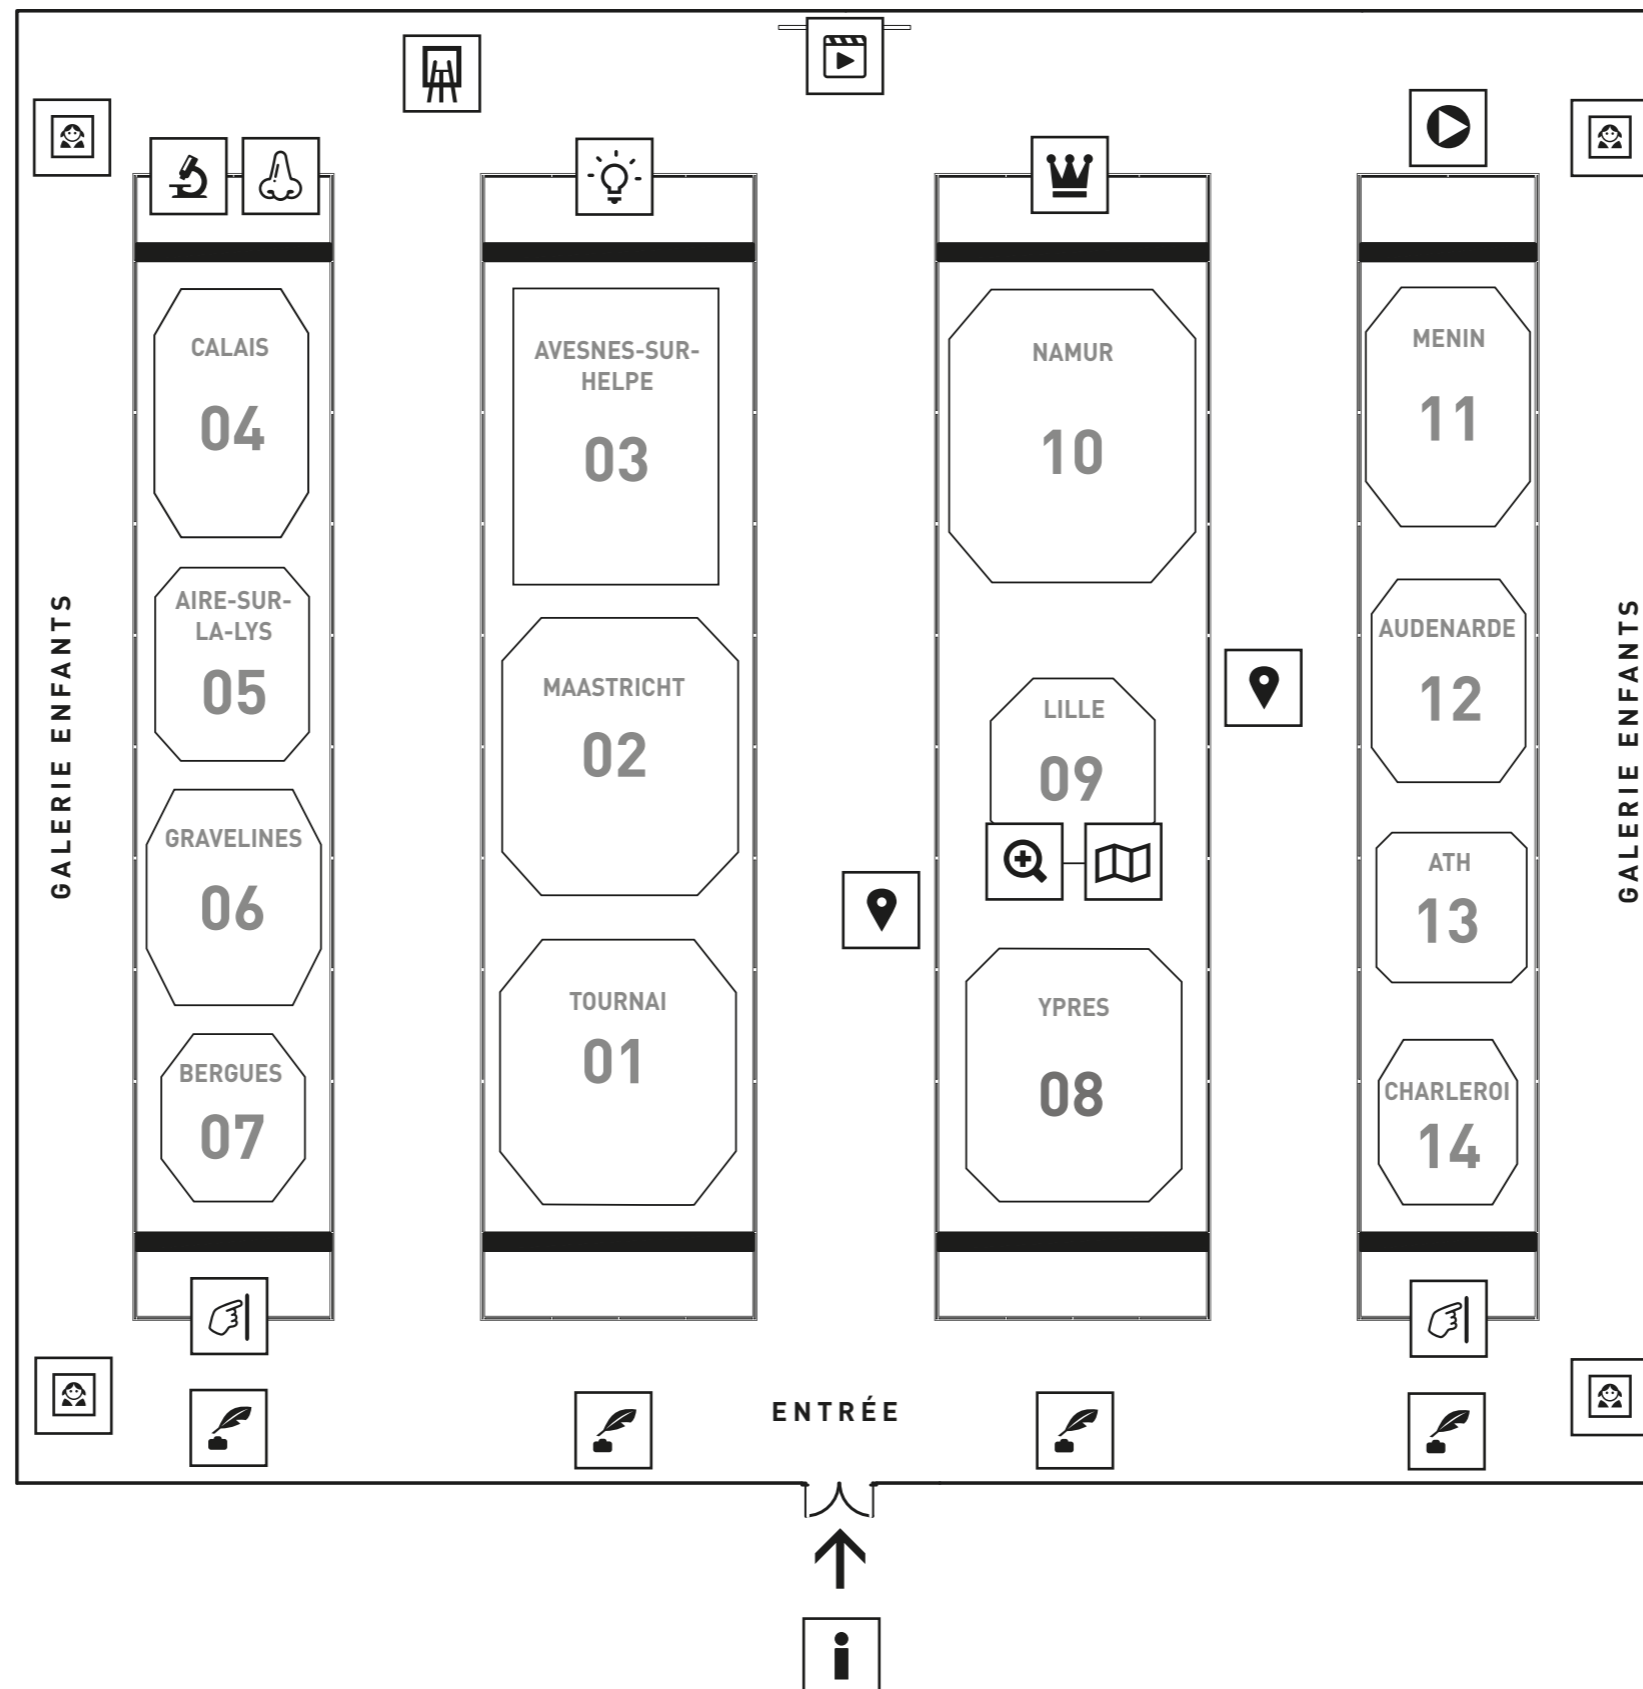 CALAIS
04
AIRE-SUR-
LA-LYS
05
GRAVELINES
06
BERGUES
07
AVESNES-SUR-
HELPE
03
MAASTRICHT
02
TOURNAI
01
NAMUR
10
LILLE
09
YPRES
08
MENIN
11
AUDENARDE
12
ATH
13
CHARLEROI
14
GALERIE ENFANTS
GALERIE ENFANTS
ENTRÉE
i